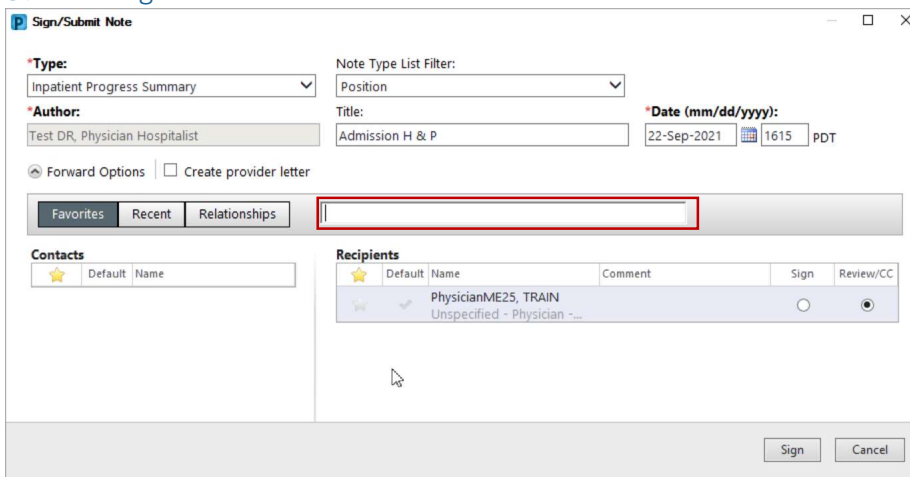 Sign/Submit Note
*Type:
Note Type List Filter:
Inpatient Progress Summary
Position
*Author:
Title:
*Date (mm/dd/yyyy):
Test DR, Physician Hospitalist
Admission H & P
22-Sep-2021
1615
PDT
Forward Options
Create provider letter
Favorites
Recent
Relationships
Contacts
Default
Name
Recipients
Default
Name
Comment
Sign
Review/CC
PhysicianME25, TRAIN
Unspecified - Physician -...
Sign
Cancel